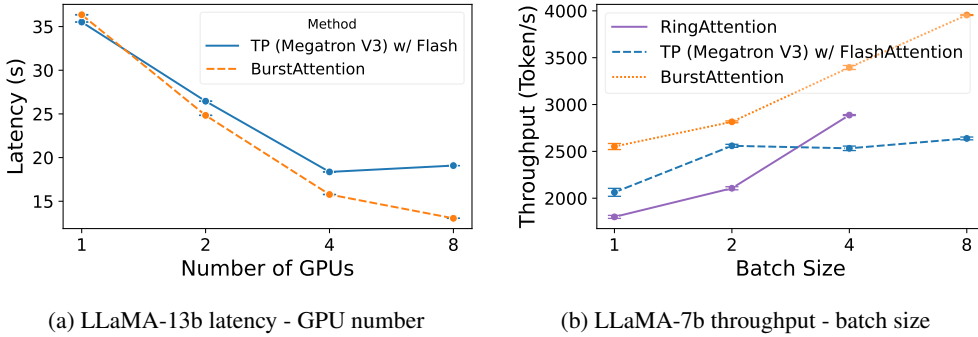 35
30
25
20
15
Latency (s)
Method
TP (Megatron V3) w/ Flash
BurstAttention
1 2 4 8
Number of GPUs
(a) LLaMA-13b latency - GPU number
4000
3500
3000
2500
2000
Throughput (Token/s)
RingAttention
TP (Megatron V3) w/ FlashAttention
BurstAttention
1 2 4 8
Batch Size
(b) LLaMA-7b throughput - batch size